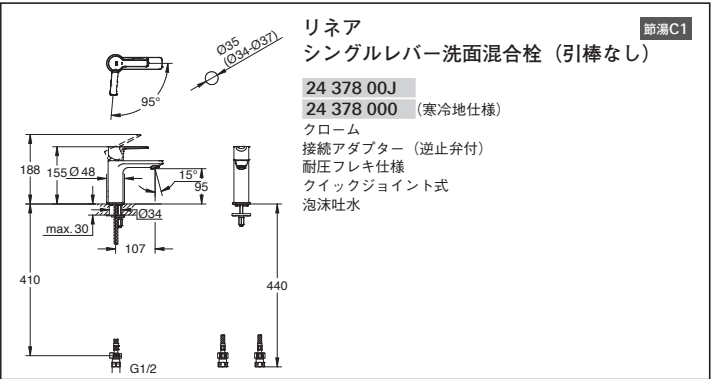 リネア
節湯C1
シングルレバー洗面混合栓（引棒なし）
24 378 00J
24 378 000 (寒冷地仕様)
クローム
接続アダプター（逆止弁付）
耐圧フレキ仕様
クイックジョイント式
泡沫吐水
Ø35
(Ø34-Ø37)
95°
188
155
Ø48
15°
95
Ø34
max. 30
107
410
440
G1/2